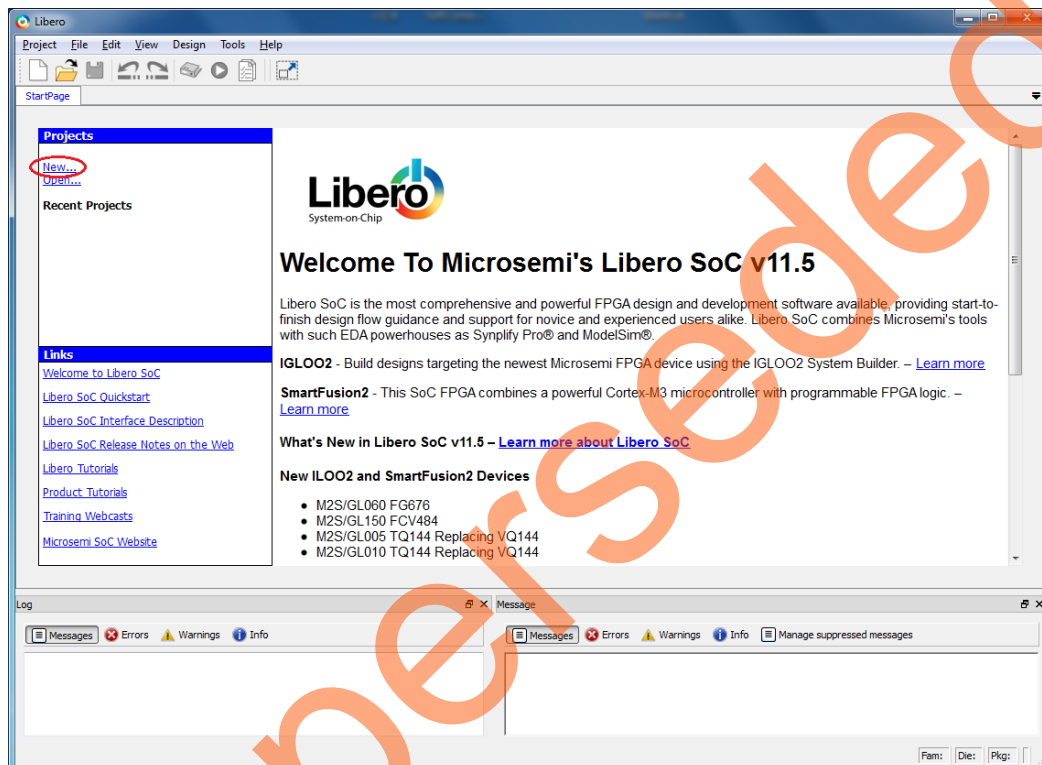 Libero
Project File Edit View Design Tools Help
StartPage
Projects
New...
Open...
Recent Projects
Links
Welcome to Libero SoC
Libero SoC Quickstart
Libero SoC Interface Description
Libero SoC Release Notes on the Web
Libero Tutorials
Product Tutorials
Training Webcasts
Microsemi SoC Website
Libero
System-on-Chip
Welcome To Microsemi's Libero SoC v11.5
Libero SoC is the most comprehensive and powerful FPGA design and development software available, providing start-to-
finish design flow guidance and support for novice and experienced users alike. Libero SoC combines Microsemi's tools
with such EDA powerhouses as Synplify Pro® and ModelSim®.
IGLOO2 - Build designs targeting the newest Microsemi FPGA device using the IGLOO2 System Builder. – Learn more
SmartFusion2 - This SoC FPGA combines a powerful Cortex-M3 microcontroller with programmable FPGA logic. –
Learn more
What's New in Libero SoC v11.5 – Learn more about Libero SoC
New ILOO2 and SmartFusion2 Devices
• M2S/GL060 FG676
• M2S/GL150 FCV484
• M2S/GL005 TQ144 Replacing VQ144
• M2S/GL010 TQ144 Replacing VQ144
Log
Messages Errors Warnings Info
Message
Messages Errors Warnings Info Manage suppressed messages
Fam: Die: Pkg:
persede